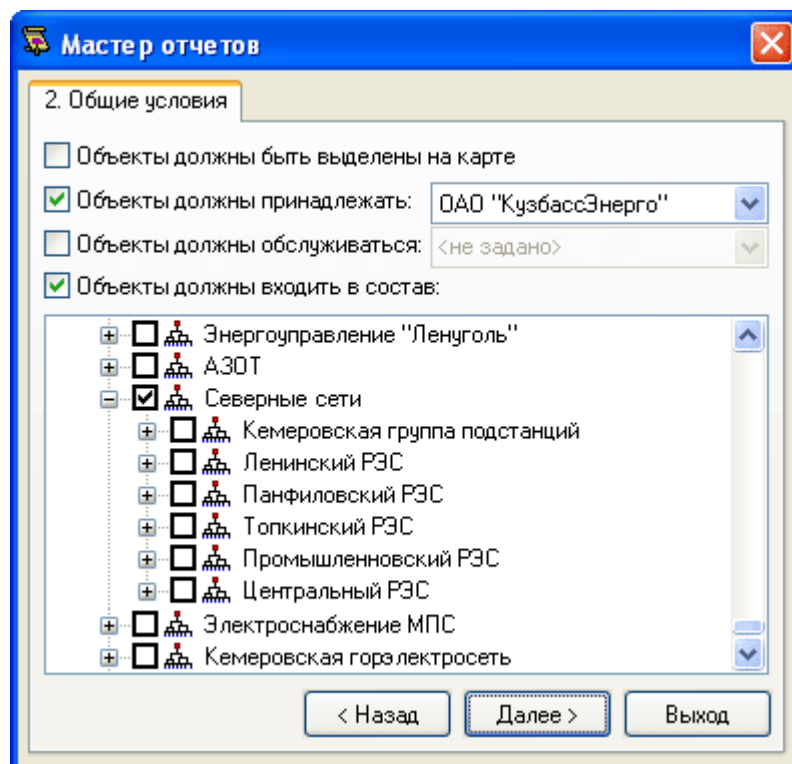 Мастер отчетов
2. Общие условия
Объекты должны быть выделены на карте
Объекты должны принадлежать: ОАО "КузбассЭнерго"
Объекты должны обслуживаться: <не задано>
Объекты должны входить в состав:
Энергоуправление "Ленуголь"
АЗОТ
Северные сети
Кемеровская группа подстанций
Ленинский РЭС
Панфиловский РЭС
Топкинский РЭС
Промышленновский РЭС
Центральный РЭС
Электроснабжение МПС
Кемеровская горэлектросеть
< Назад Далее > Выход